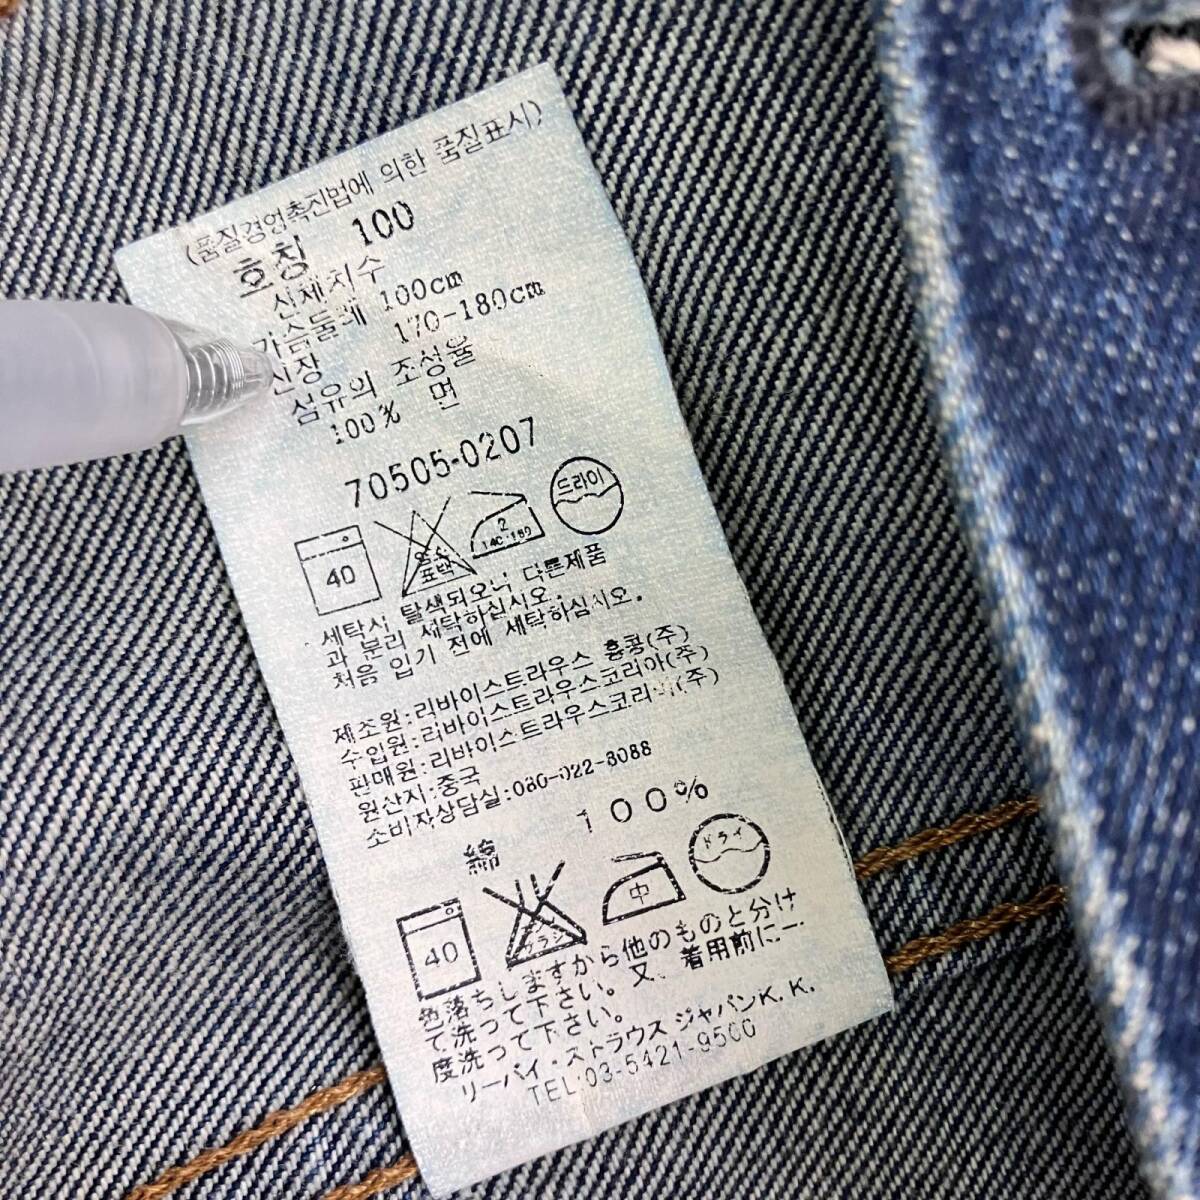 (품질경영촉진법에 의한 품질표시)
호칭 100
신체치수
가슴둘레 100cm
신장 170-180cm
섬유의 조성율
100% 면
70505-0207
40
염소
표백
2
140-160
드라이
세탁시 탈색되오니 다른제품
과 분리 세탁하십시오.
처음 입기 전에 세탁하십시오.
제조원:리바이스트라우스 홍콩(주)
수입원:리바이스트라우스코리아(주)
판매원:리바이스트라우스코리아(주)
원산지:중국
소비자상담실:080-022-8088
綿 100%
40
中
ドライ
色落ちしますから他のものと分け
て洗って下さい。又、着用前に一
度洗って下さい。
リーバイ・ストラウス ジャパンK.K.
TEL:03-5421-9500